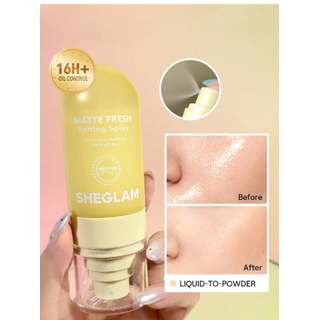 16H+
OIL CONTROL
MATTE FRESH
Setting Spray
SHEGLAM
Before
After
LIQUID-TO-POWDER